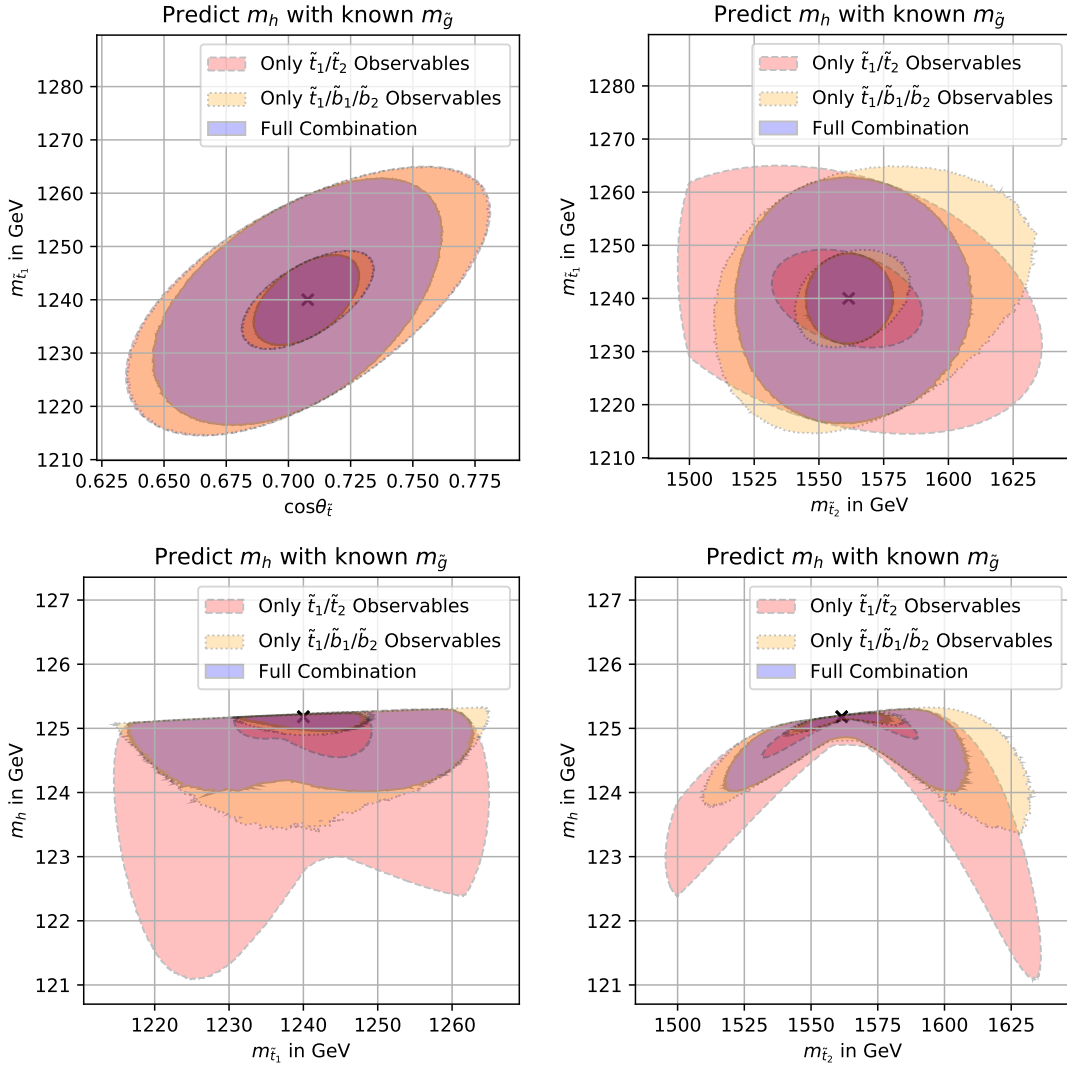 Predict m_h with known m_g̃
Only t̃₁/t̃₂ Observables
Only t̃₁/b̃₁/b̃₂ Observables
Full Combination
1280
1270
1260
1250
1240
1230
1220
1210
m_t̃₁ in GeV
0.625 0.650 0.675 0.700 0.725 0.750 0.775
cosθ_t̃
Predict m_h with known m_g̃
Only t̃₁/t̃₂ Observables
Only t̃₁/b̃₁/b̃₂ Observables
Full Combination
1280
1270
1260
1250
1240
1230
1220
1210
m_t̃₁ in GeV
1500 1525 1550 1575 1600 1625
m_t̃₂ in GeV
Predict m_h with known m_g̃
Only t̃₁/t̃₂ Observables
Only t̃₁/b̃₁/b̃₂ Observables
Full Combination
127
126
125
124
123
122
121
m_h in GeV
1220 1230 1240 1250 1260
m_t̃₁ in GeV
Predict m_h with known m_g̃
Only t̃₁/t̃₂ Observables
Only t̃₁/b̃₁/b̃₂ Observables
Full Combination
127
126
125
124
123
122
121
m_h in GeV
1500 1525 1550 1575 1600 1625
m_t̃₂ in GeV